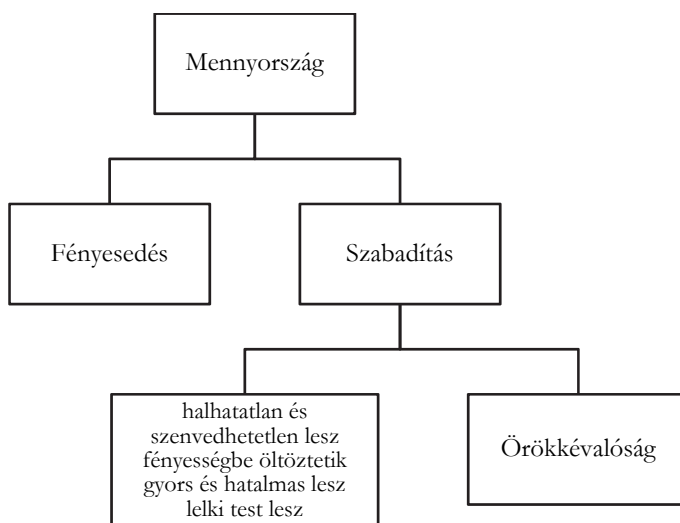 Mennyország
Fényesedés
Szabadítás
halhatatlan és
szenvedhetetlen lesz
fényességbe öltöztetik
gyors és hatalmas lesz
lelki test lesz
Örökkévalóság